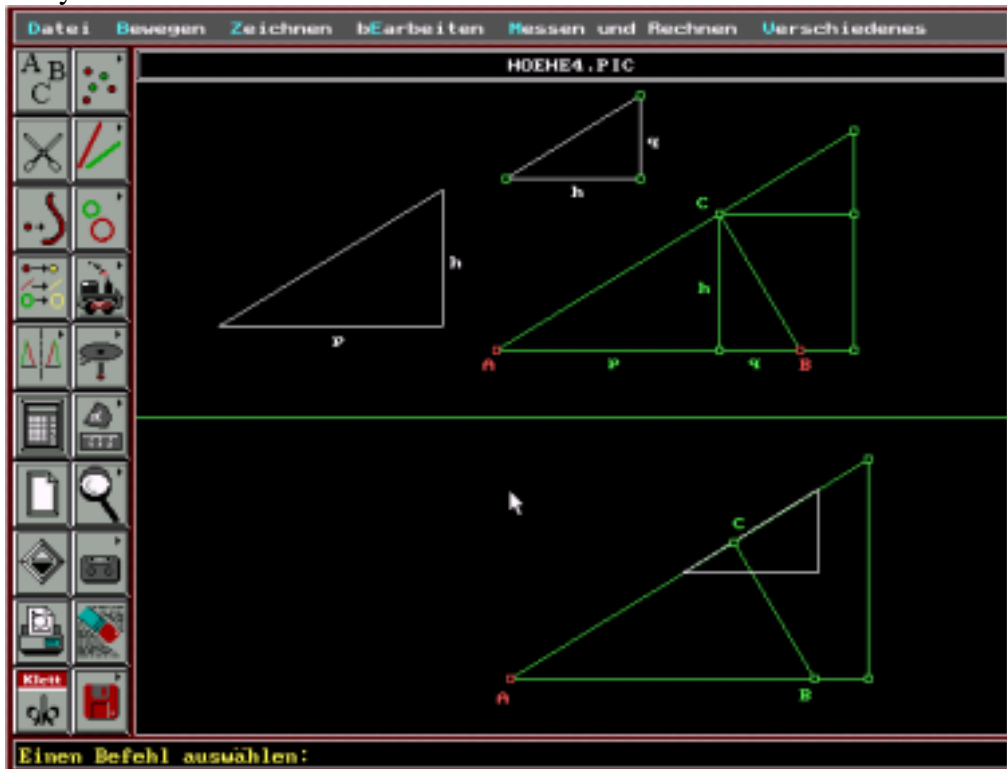 Datei Bewegen Zeichnen bEarbeiten Messen und Rechnen Verschiedenes
HOEHE4.PIC
A B
C
q
h
C
h
h
p
A p q B
C
A B
Klett
Einen Befehl auswählen: